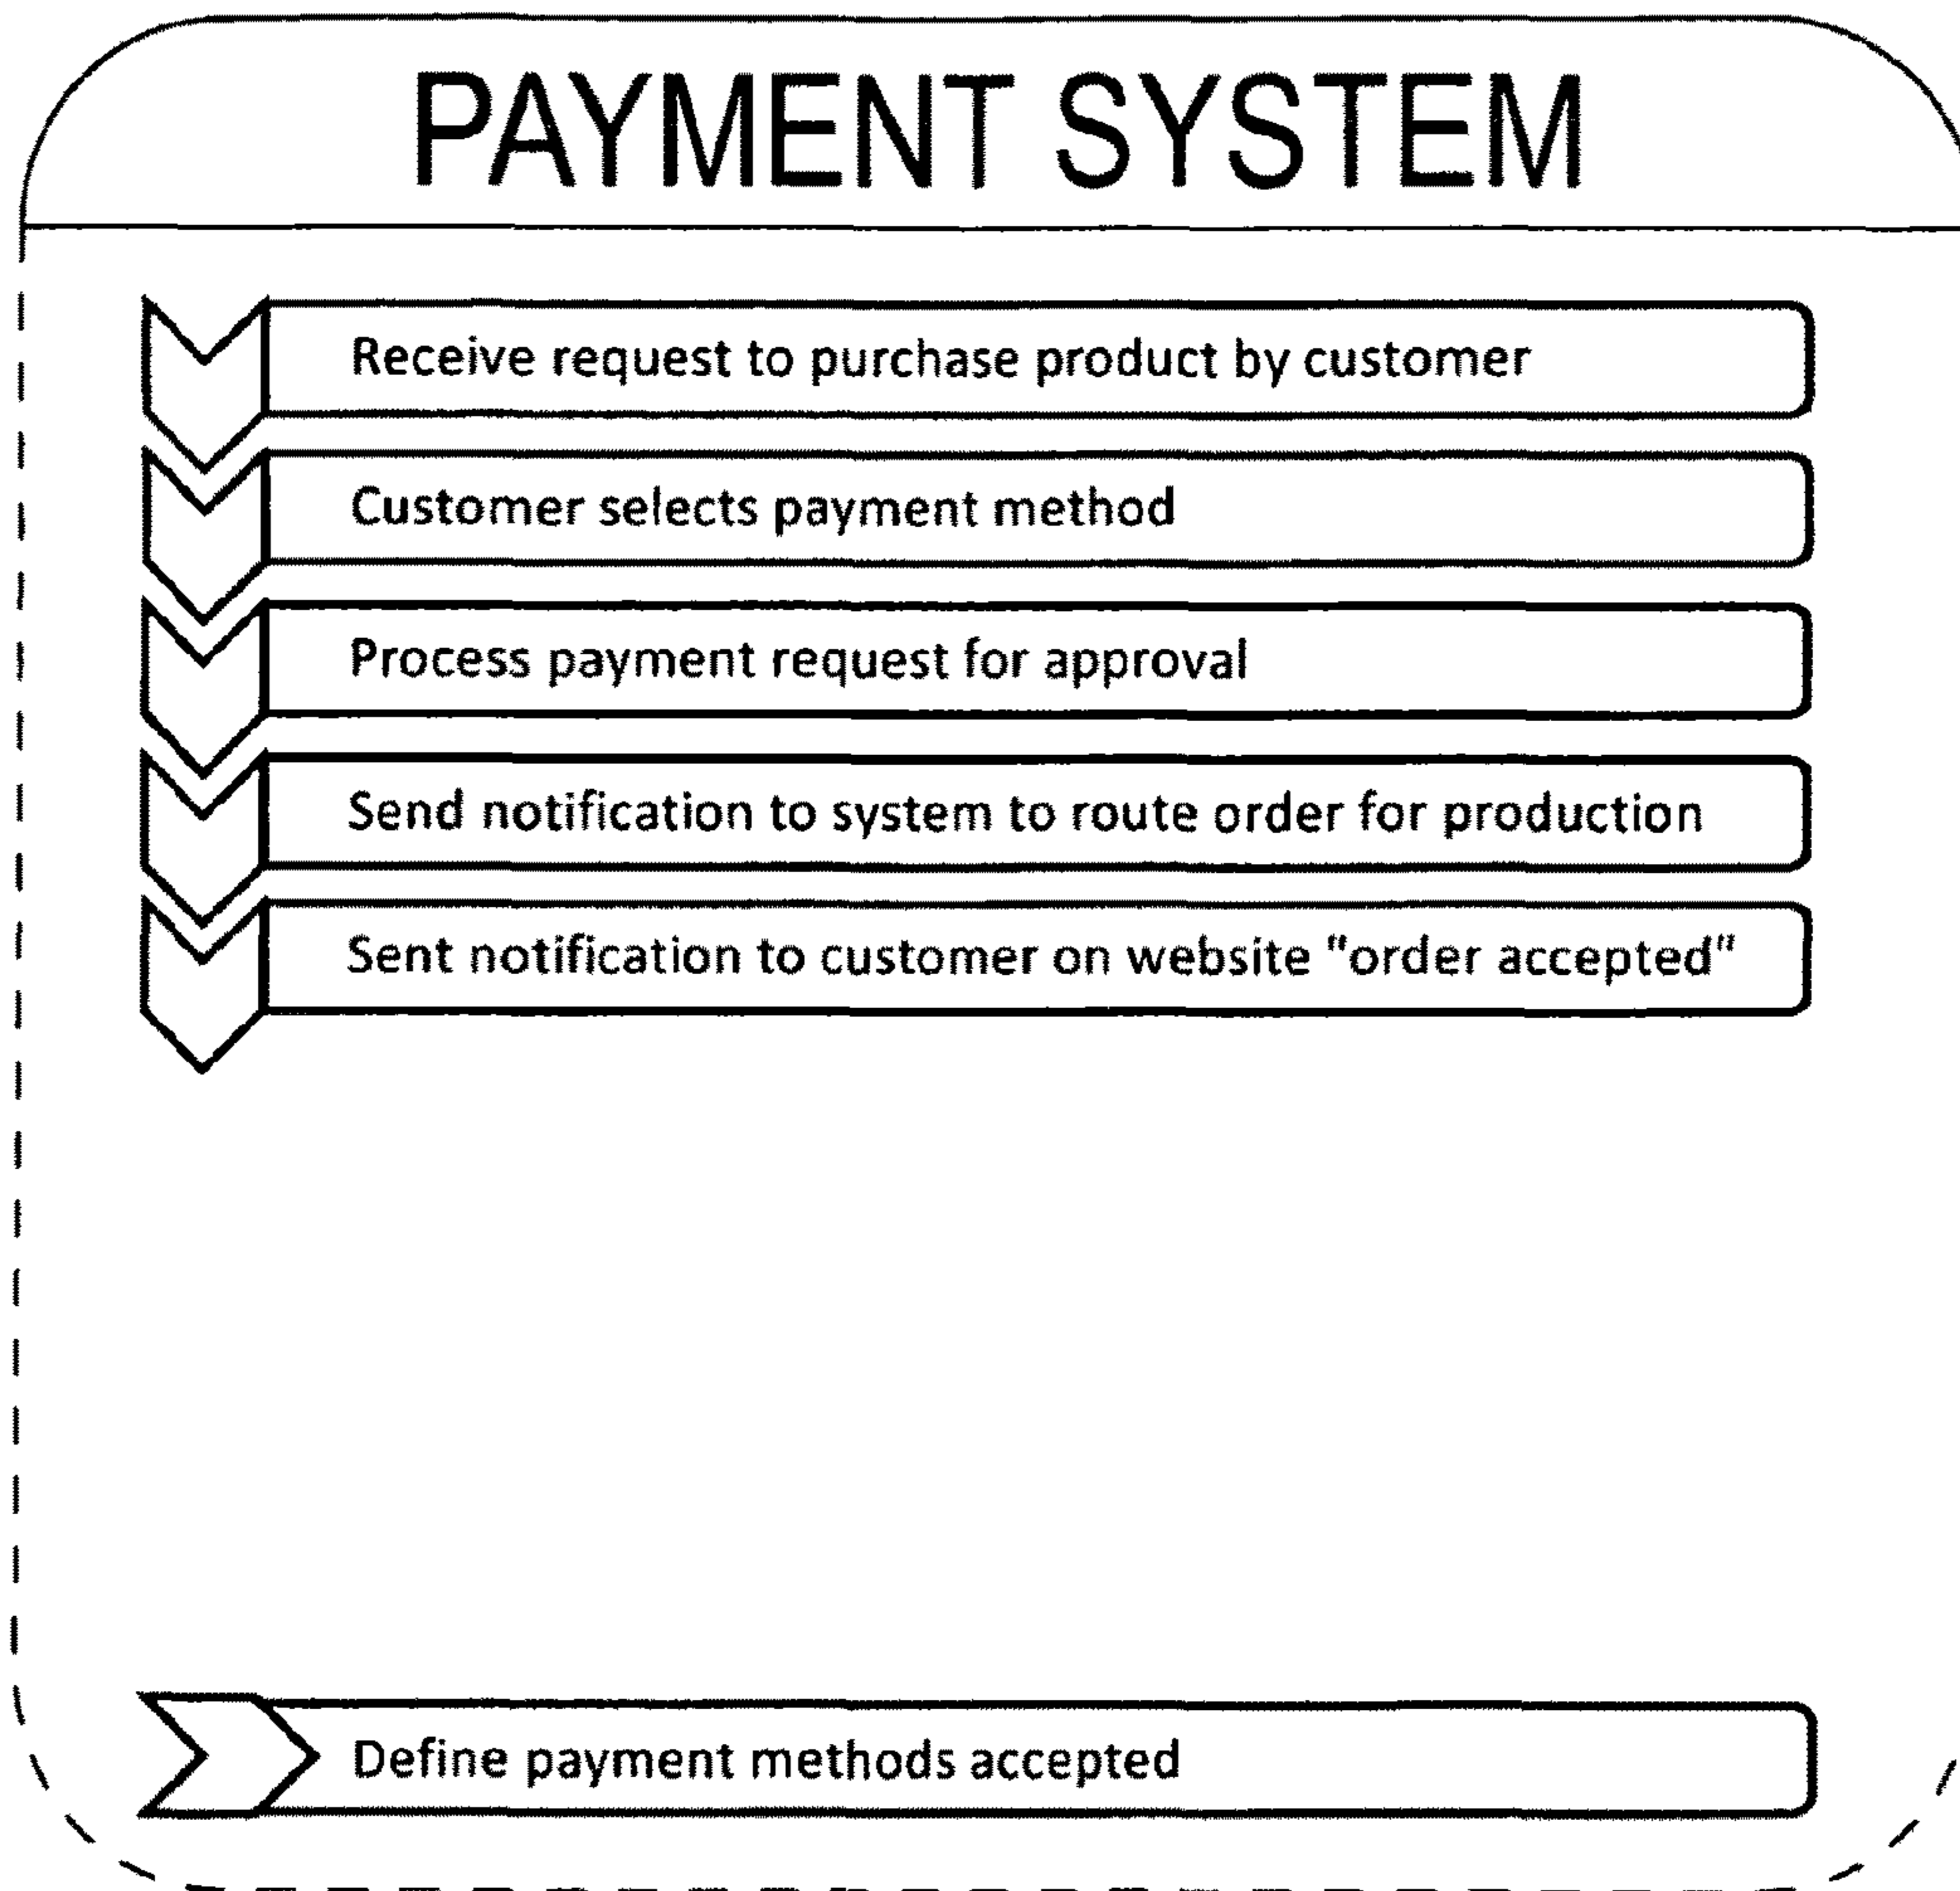 PAYMENT SYSTEM
Receive request to purchase product by customer
Customer selects payment method
Process payment request for approval
Send notification to system to route order for production
Sent notification to customer on website "order accepted"
Define payment methods accepted